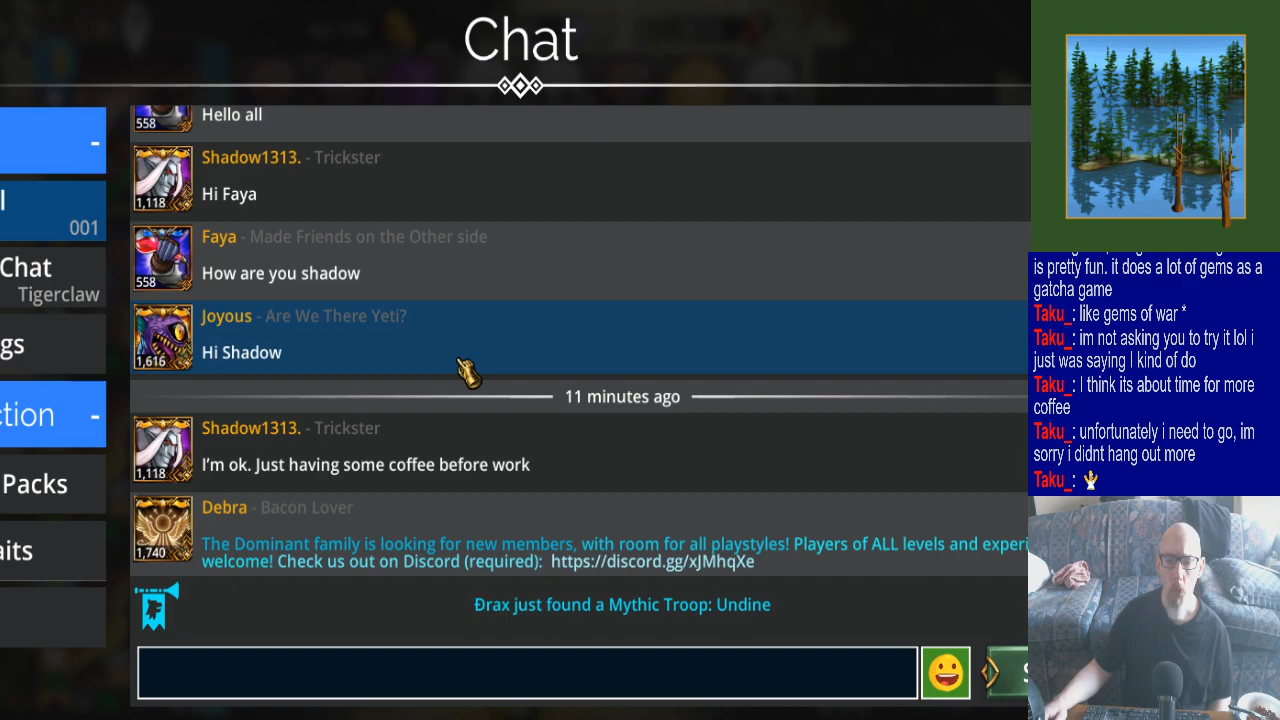 Chat
-
l
001
Chat
Tigerclaw
gs
ction -
Packs
aits
558
Hello all
Shadow1313. - Trickster
1,118
Hi Faya
Faya - Made Friends on the Other side
558
How are you shadow
Joyous - Are We There Yeti?
1,616
Hi Shadow
11 minutes ago
Shadow1313. - Trickster
1,118
I'm ok. Just having some coffee before work
Debra - Bacon Lover
1,740
The Dominant family is looking for new members, with room for all playstyles! Players of ALL levels and experi
welcome! Check us out on Discord (required): https://discord.gg/xJMhqXe
Đrax just found a Mythic Troop: Undine
S
is pretty fun. it does a lot of gems as a
gatcha game
Taku_: like gems of war *
Taku_: im not asking you to try it lol i
just was saying I kind of do
Taku_: I think its about time for more
coffee
Taku_: unfortunately i need to go, im
sorry i didnt hang out more
Taku_: